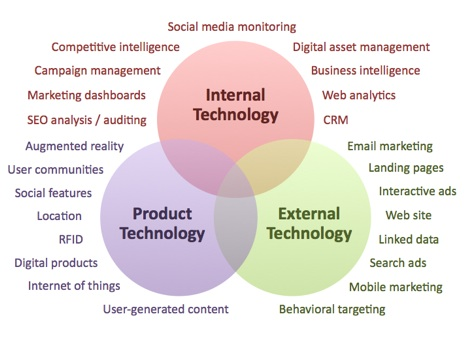 Social media monitoring
Competitive intelligence
Digital asset management
Campaign management
Business intelligence
Marketing dashboards
Web analytics
SEO analysis / auditing
CRM
Internal
Technology
Augmented reality
User communities
Social features
Location
RFID
Digital products
Internet of things
User-generated content
Product
Technology
Email marketing
Landing pages
Interactive ads
Web site
Linked data
Search ads
Mobile marketing
Behavioral targeting
External
Technology